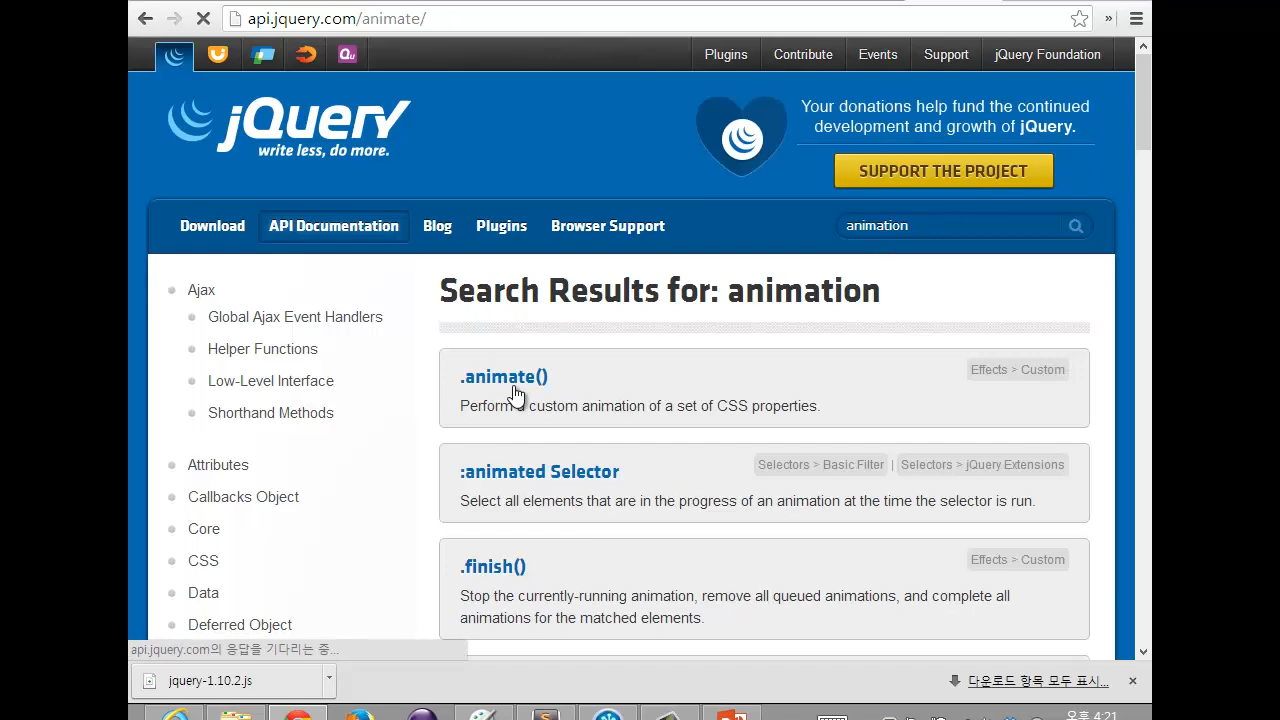 api.jquery.com/animate/
»
Plugins
Contribute
Events
Support
jQuery Foundation
Qu
jQuery
write less, do more.
Your donations help fund the continued
development and growth of jQuery.
SUPPORT THE PROJECT
Download
API Documentation
Blog
Plugins
Browser Support
animation
Ajax
Global Ajax Event Handlers
Helper Functions
Low-Level Interface
Shorthand Methods
Attributes
Callbacks Object
Core
CSS
Data
Deferred Object
Search Results for: animation
.animate()
Effects > Custom
Perform a custom animation of a set of CSS properties.
:animated Selector
Selectors > Basic Filter | Selectors > jQuery Extensions
Select all elements that are in the progress of an animation at the time the selector is run.
.finish()
Effects > Custom
Stop the currently-running animation, remove all queued animations, and complete all
animations for the matched elements.
api.jquery.com의 응답을 기다리는 중...
jquery-1.10.2.js
다운로드 항목 모두 표시...
오후 4:21